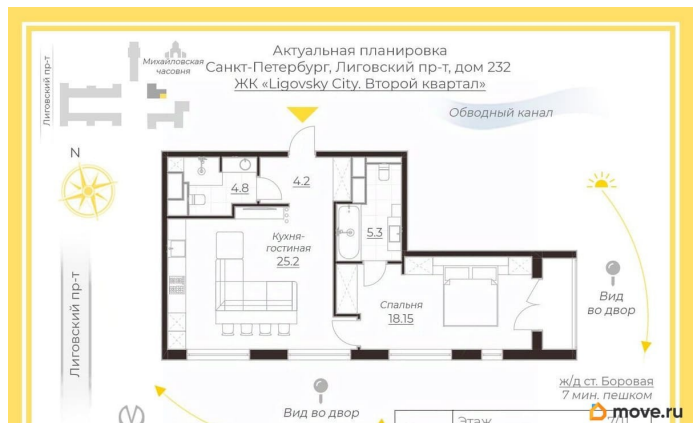 Актуальная планировка
Санкт-Петербург, Лиговский пр-т, дом 232
ЖК «Ligovsky City. Второй квартал»
Михайловская
часовня
Лиговский пр-т
Обводный канал
N
4.8
4.2
5.3
Кухня-
гостиная
25.2
Спальня
18.15
Лиговский пр-т
Вид
во двор
Вид во двор
ж/д ст. Боровая
7 мин. пешком
Этаж
move.ru